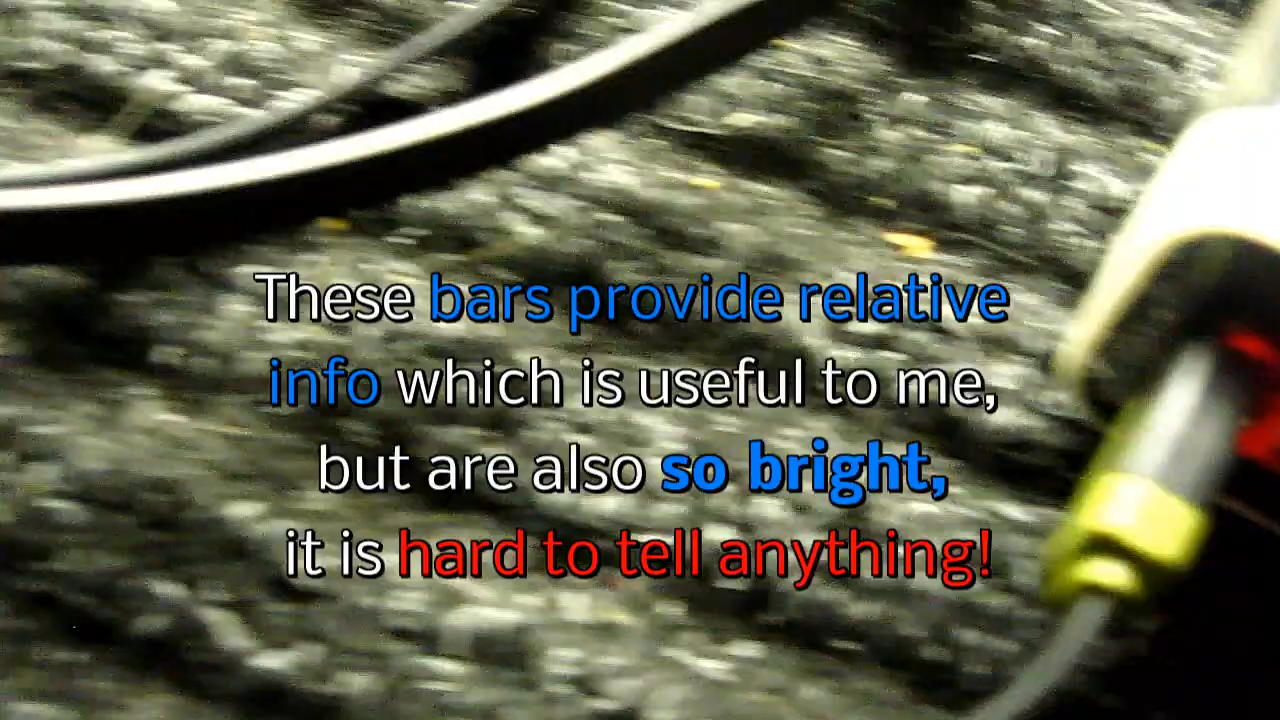 These bars provide relative
info which is useful to me,
but are also so bright,
it is hard to tell anything!